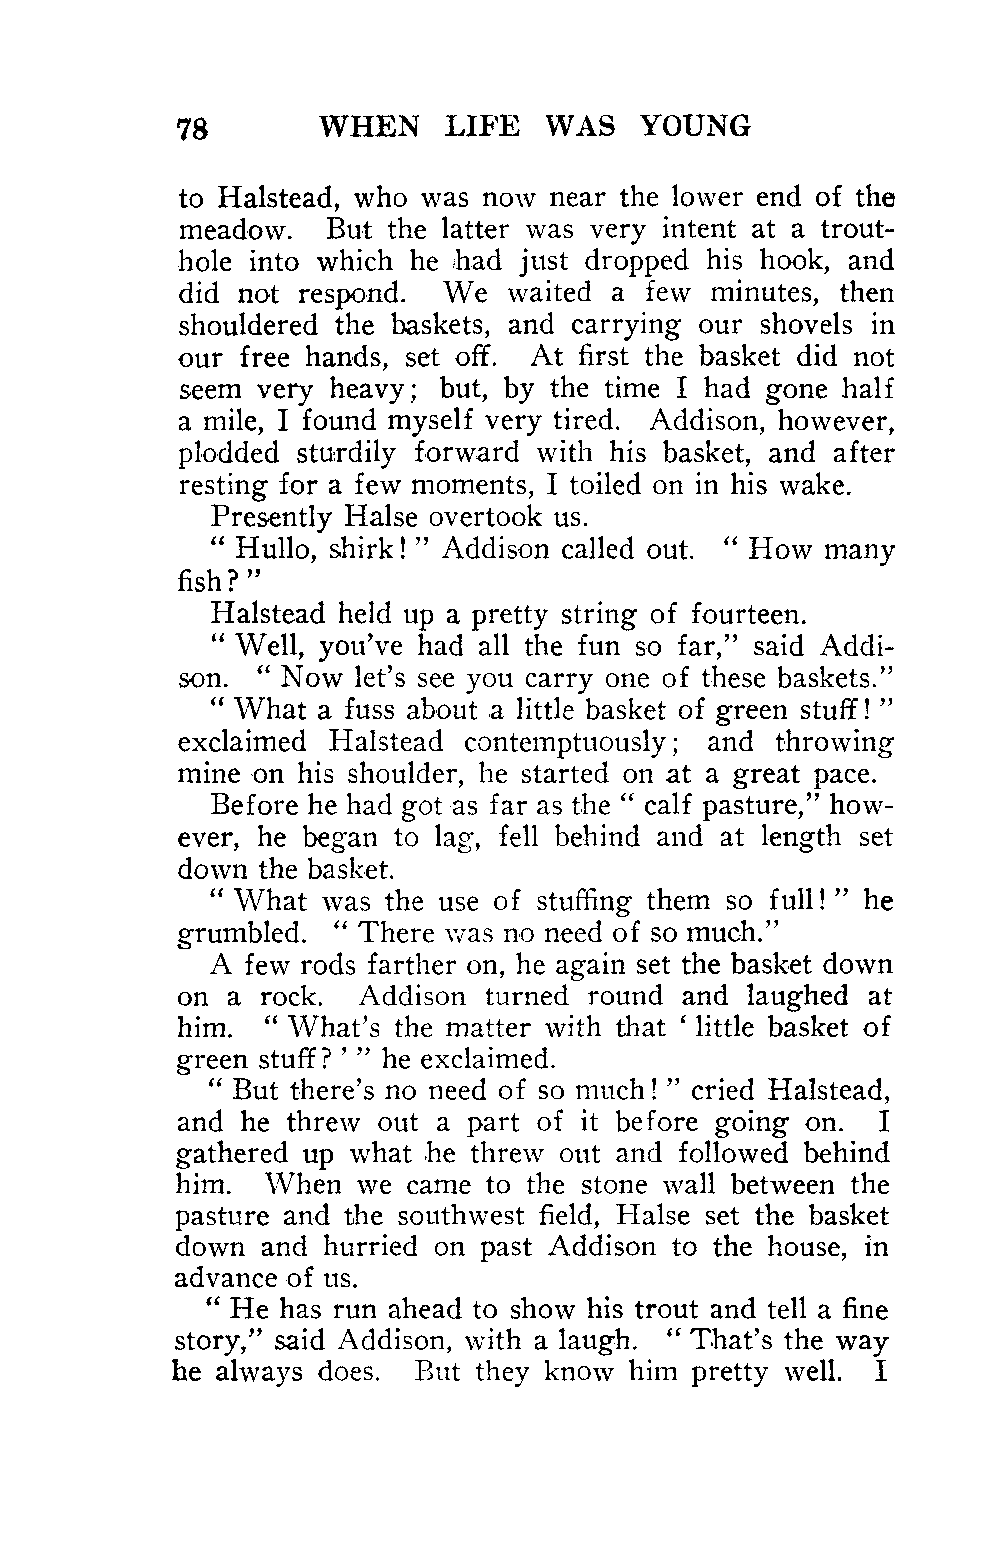 78 WHEN LIFE WAS YOUNG
to Halstead, who was now near the lower end of the
meadow. But the latter was very intent at a trout-
hole into which he had just dropped his hook, and
did not respond. We waited a few minutes, then
shouldered the baskets, and carrying our shovels in
our free hands, set off. At first the basket did not
seem very heavy; but, by the time I had gone half
a mile, I found myself very tired. Addison, however,
plodded sturdily forward with his basket, and after
resting for a few moments, I toiled on in his wake.
Presently Halse overtook us.
“ Hullo, shirk! ” Addison called out. “ How many
fish? ”
Halstead held up a pretty string of fourteen.
“ Well, you’ve had all the fun so far,” said Addi-
son. “ Now let’s see you carry one of these baskets.”
“ What a fuss about a little basket of green stuff! ”
exclaimed Halstead contemptuously; and throwing
mine on his shoulder, he started on at a great pace.
Before he had got as far as the “ calf pasture,” how-
ever, he began to lag, fell behind and at length set
down the basket.
“ What was the use of stuffing them so full! ” he
grumbled. “ There was no need of so much.”
A few rods farther on, he again set the basket down
on a rock. Addison turned round and laughed at
him. “ What’s the matter with that ‘ little basket of
green stuff? ’ ” he exclaimed.
“ But there’s no need of so much! ” cried Halstead,
and he threw out a part of it before going on. I
gathered up what he threw out and followed behind
him. When we came to the stone wall between the
pasture and the southwest field, Halse set the basket
down and hurried on past Addison to the house, in
advance of us.
“ He has run ahead to show his trout and tell a fine
story,” said Addison, with a laugh. “ That’s the way
he always does. But they know him pretty well. I